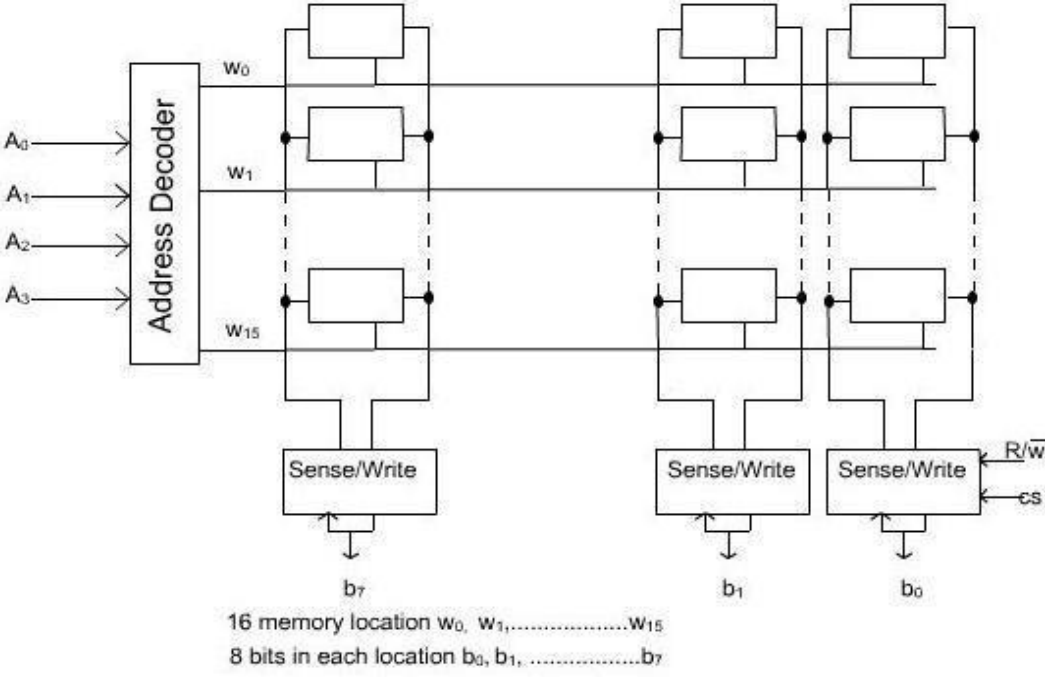 w₀
A₀
Address Decoder
w₁
A₁
A₂
A₃
w₁₅
R/w̅
Sense/Write Sense/Write Sense/Write
cs
b₇ b₁ b₀
16 memory location w₀, w₁,...................w₁₅
8 bits in each location b₀, b₁, ..................b₇